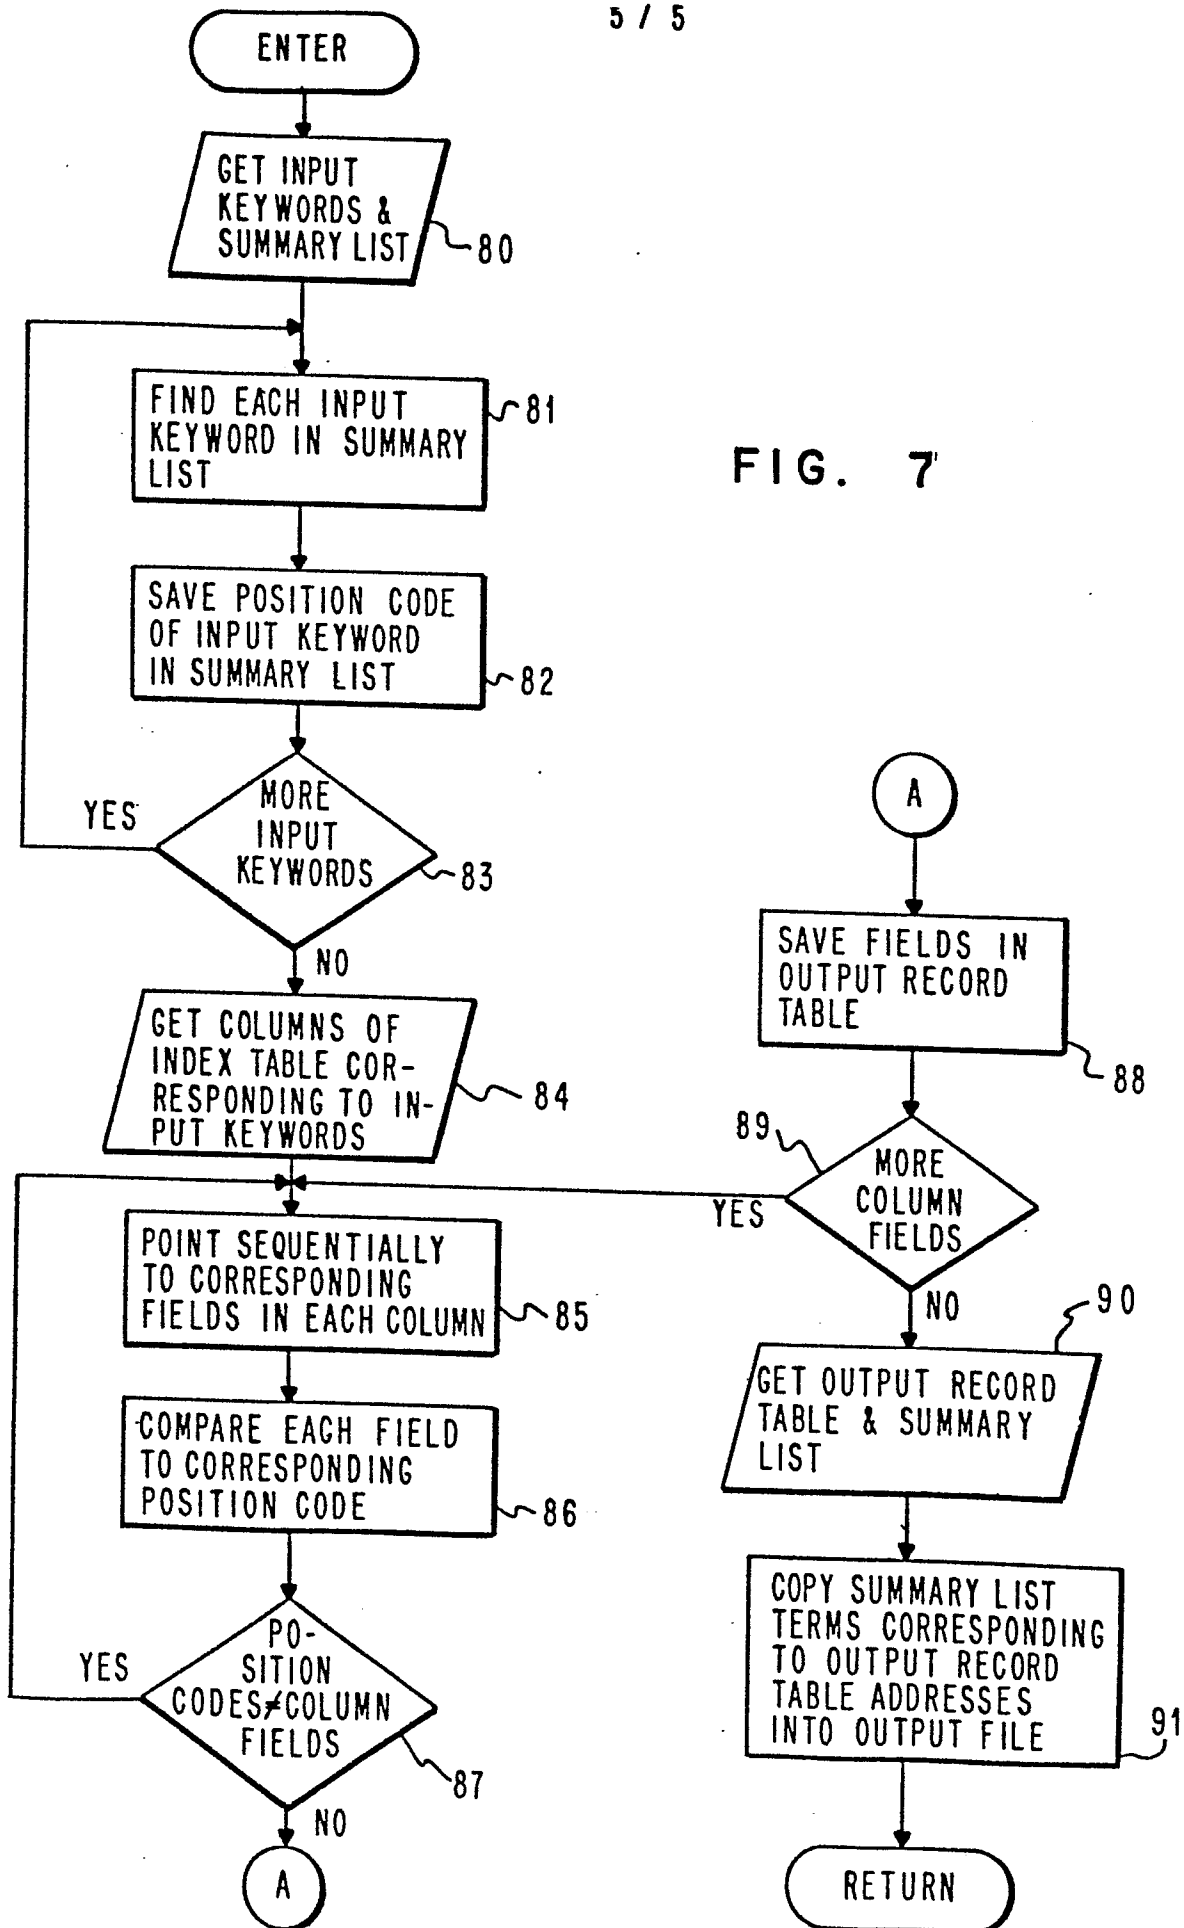 5 / 5
ENTER
GET INPUT
KEYWORDS &
SUMMARY LIST
80
FIND EACH INPUT
KEYWORD IN SUMMARY
LIST
81
FIG. 7
SAVE POSITION CODE
OF INPUT KEYWORD
IN SUMMARY LIST
82
MORE
INPUT
KEYWORDS
YES
83
NO
GET COLUMNS OF
INDEX TABLE COR-
RESPONDING TO IN-
PUT KEYWORDS
84
POINT SEQUENTIALLY
TO CORRESPONDING
FIELDS IN EACH COLUMN
85
COMPARE EACH FIELD
TO CORRESPONDING
POSITION CODE
86
PO-
SITION
CODES≠COLUMN
FIELDS
YES
87
NO
A
A
SAVE FIELDS IN
OUTPUT RECORD
TABLE
88
89
MORE
COLUMN
FIELDS
YES
NO
90
GET OUTPUT RECORD
TABLE & SUMMARY
LIST
COPY SUMMARY LIST
TERMS CORRESPONDING
TO OUTPUT RECORD
TABLE ADDRESSES
INTO OUTPUT FILE
91
RETURN